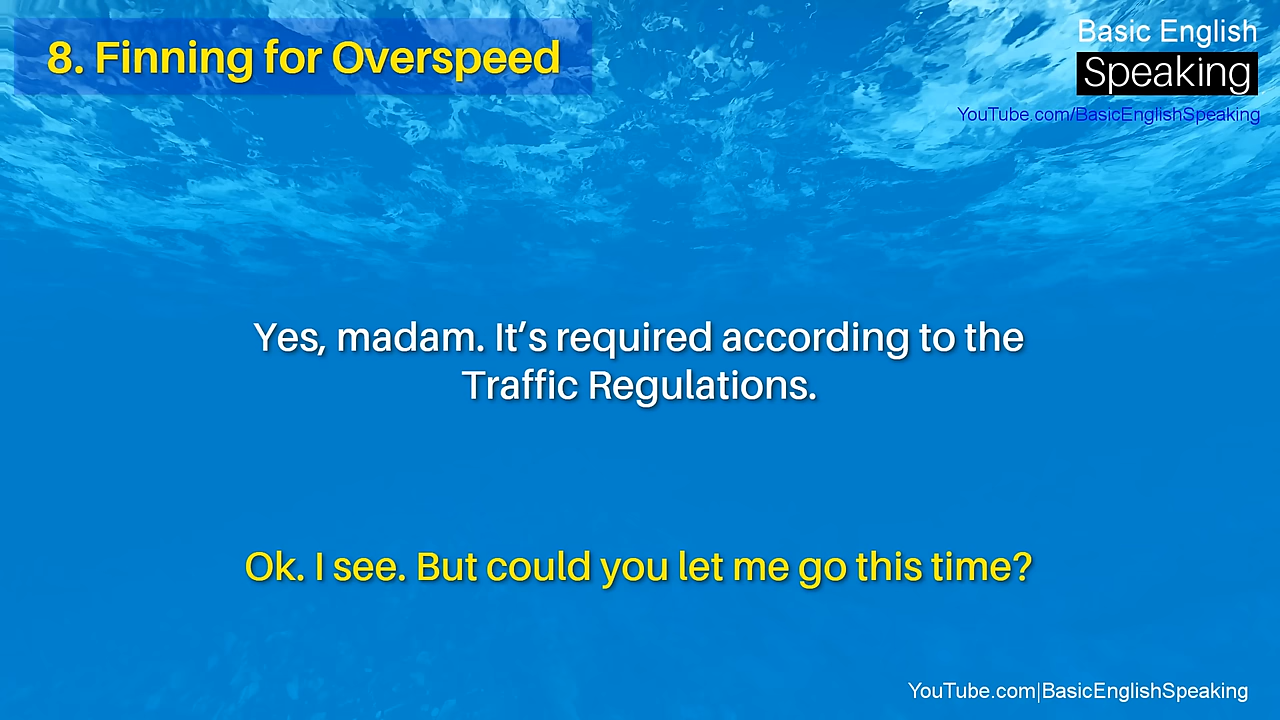 8. Finning for Overspeed
Basic English
Speaking
YouTube.com/BasicEnglishSpeaking
Yes, madam. It’s required according to the
Traffic Regulations.
Ok. I see. But could you let me go this time?
YouTube.com|BasicEnglishSpeaking